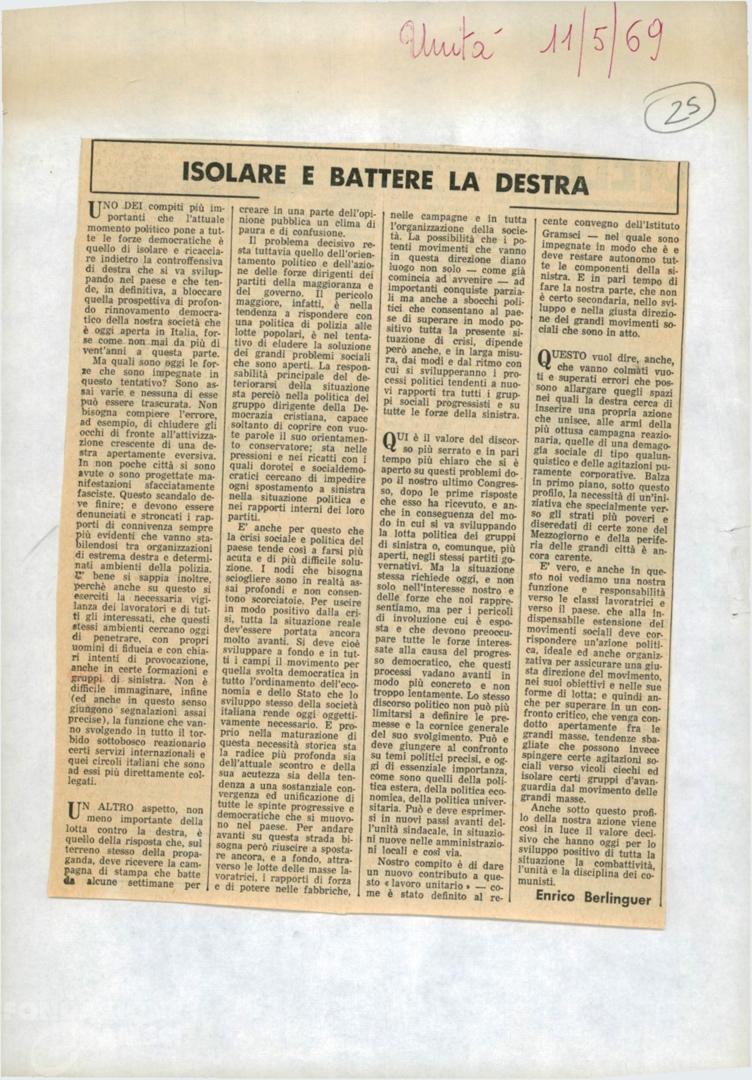 Unità 11/5/69
25
ISOLARE E BATTERE LA DESTRA
UNO DEI compiti più im-
portanti che l'attuale
momento politico pone a tut-
te le forze democratiche è
quello di isolare e ricaccia-
re indietro la controffensiva
di destra che si va svilup-
pando nel paese e che ten-
de, in definitiva, a bloccare
quella prospettiva di profon-
do rinnovamento democra-
tico della nostra società che
è oggi aperta in Italia, for-
se come non mai da più di
vent'anni a questa parte.
Ma quali sono oggi le for-
ze che sono impegnate in
questo tentativo? Sono as-
sai varie e nessuna di esse
può essere trascurata. Non
bisogna compiere l'errore,
ad esempio, di chiudere gli
occhi di fronte all'attivizza-
zione crescente di una de-
stra apertamente eversiva.
In non poche città si sono
avute o sono progettate ma-
nifestazioni sfacciatamente
fasciste. Questo scandalo de-
ve finire; e devono essere
denunciati e stroncati i rap-
porti di connivenza sempre
più evidenti che vanno sta-
bilendosi tra organizzazioni
di estrema destra e determi-
nati ambienti della polizia.
E' bene si sappia inoltre,
perchè anche su questo si
eserciti la necessaria vigi-
lanza dei lavoratori e di tut-
ti gli interessati, che questi
stessi ambienti cercano oggi
di penetrare, con propri
uomini di fiducia e con chia-
ri intenti di provocazione,
anche in certe formazioni e
gruppi di sinistra. Non è
difficile immaginare, infine
(ed anche in questo senso
giungono segnalazioni assai
precise), la funzione che van-
no svolgendo in tutto il tor-
bido sottobosco reazionario
certi servizi internazionali e
quei circoli italiani che sono
ad essi più direttamente col-
legati.
UN ALTRO aspetto, non
meno importante della
lotta contro la destra, è
quello della risposta che, sul
terreno stesso della propa-
ganda, deve ricevere la cam-
pagna di stampa che batte
da alcune settimane per
creare in una parte dell'opi-
nione pubblica un clima di
paura e di confusione.
Il problema decisivo re-
sta tuttavia quello dell'orien-
tamento politico e dell'azio-
ne delle forze dirigenti dei
partiti della maggioranza e
del governo. Il pericolo
maggiore, infatti, è nella
tendenza a rispondere con
una politica di polizia alle
lotte popolari, è nel tenta-
tivo di eludere la soluzione
dei grandi problemi sociali
che sono aperti. La respon-
sabilità principale del de-
teriorarsi della situazione
sta perciò nella politica del
gruppo dirigente della De-
mocrazia cristiana, capace
soltanto di coprire con vuo-
te parole il suo orientamen-
to conservatore; sta nelle
pressioni e nei ricatti con i
quali dorotei e socialdemo-
cratici cercano di impedire
ogni spostamento a sinistra
nella situazione politica e
nei rapporti interni dei loro
partiti.
E' anche per questo che
la crisi sociale e politica del
paese tende così a farsi più
acuta e di più difficile solu-
zione. I nodi che bisogna
sciogliere sono in realtà as-
sai profondi e non consen-
tono scorciatoie. Per uscire
in modo positivo dalla cri-
si, tutta la situazione reale
dev'essere portata ancora
molto avanti. Si deve cioè
sviluppare a fondo e in tut-
ti i campi il movimento per
quella svolta democratica in
tutto l'ordinamento dell'eco-
nomia e dello Stato che lo
sviluppo stesso della società
italiana rende oggi oggetti-
vamente necessario. E pro-
prio nella maturazione di
questa necessità storica sta
la radice più profonda sia
dell'attuale scontro e della
sua acutezza sia della ten-
denza a una sostanziale con-
vergenza ed unificazione di
tutte le spinte progressive e
democratiche che si muovo-
no nel paese. Per andare
avanti su questa strada bi-
sogna però riuscire a sposta-
re ancora, e a fondo, attra-
verso le lotte delle masse la-
voratrici, i rapporti di forza
e di potere nelle fabbriche,
nelle campagne e in tutta
l'organizzazione della socie-
tà. La possibilità che i po-
tenti movimenti che vanno
in questa direzione diano
luogo non solo — come già
comincia ad avvenire — ad
importanti conquiste parzia-
li ma anche a sbocchi poli-
tici che consentano al pae-
se di superare in modo po-
sitivo tutta la presente si-
tuazione di crisi, dipende
però anche, e in larga misu-
ra, dai modi e dal ritmo con
cui si svilupperanno i pro-
cessi politici tendenti a nuo-
vi rapporti tra tutti i grup-
pi sociali progressisti e su
tutte le forze della sinistra.
QUI è il valore del discor-
so più serrato e in pari
tempo più chiaro che si è
aperto su questi problemi do-
po il nostro ultimo Congres-
so, dopo le prime risposte
che esso ha ricevuto, e an-
che in conseguenza del mo-
do in cui si va sviluppando
la lotta politica dei gruppi
di sinistra o, comunque, più
aperti, negli stessi partiti go-
vernativi. Ma la situazione
stessa richiede oggi, e non
solo nell'interesse nostro e
delle forze che noi rappre-
sentiamo, ma per i pericoli
di involuzione cui è espo-
sta e che devono preoccu-
pare tutte le forze interes-
sate alla causa del progres-
so democratico, che questi
processi vadano avanti in
modo più concreto e non
troppo lentamente. Lo stesso
discorso politico non può più
limitarsi a definire le pre-
messe e la cornice generale
del suo svolgimento. Può e
deve giungere al confronto
su temi politici precisi, e og-
gi di essenziale importanza,
come sono quelli della poli-
tica estera, della politica eco-
nomica, della politica univer-
sitaria. Può e deve esprimer-
si in nuovi passi avanti del-
l'unità sindacale, in situazio-
ni nuove nelle amministrazio-
ni locali e così via.
Nostro compito è di dare
un nuovo contributo a que-
sto «lavoro unitario» — co-
me è stato definito al re-
cente convegno dell'Istituto
Gramsci — nel quale sono
impegnate in modo che è e
deve restare autonomo tut-
te le componenti della si-
nistra. E in pari tempo di
fare la nostra parte, che non
è certo secondaria, nello svi-
luppo e nella giusta direzio-
ne dei grandi movimenti so-
ciali che sono in atto.
QUESTO vuol dire, anche,
che vanno colmati vuo-
ti e superati errori che pos-
sono allargare quegli spazi
nei quali la destra cerca di
inserire una propria azione
che unisce, alle armi della
più ottusa campagna reazio-
naria, quelle di una demago-
gia sociale di tipo qualun-
quistico e delle agitazioni pu-
ramente corporative. Balza
in primo piano, sotto questo
profilo, la necessità di un'ini-
ziativa che specialmente ver-
so gli strati più poveri e
diseredati di certe zone del
Mezzogiorno e della perife-
ria delle grandi città è an-
cora carente.
E' vero, e anche in que-
sto noi vediamo una nostra
funzione e responsabilità
verso le classi lavoratrici e
verso il paese, che alla in-
dispensabile estensione dei
movimenti sociali deve cor-
rispondere un'azione politi-
ca, ideale ed anche organiz-
zativa per assicurare una giu-
sta direzione del movimento,
nei suoi obiettivi e nelle sue
forme di lotta; e quindi an-
che per superare in un con-
fronto critico, che venga con-
dotto apertamente fra le
grandi masse, tendenze sba-
gliate che possono invece
spingere certe agitazioni so-
ciali verso vicoli ciechi ed
isolare certi gruppi d'avan-
guardia dal movimento delle
grandi masse.
Anche sotto questo profi-
lo della nostra azione viene
così in luce il valore deci-
sivo che hanno oggi per lo
sviluppo positivo di tutta la
situazione la combattività,
l'unità e la disciplina dei co-
munisti.
Enrico Berlinguer